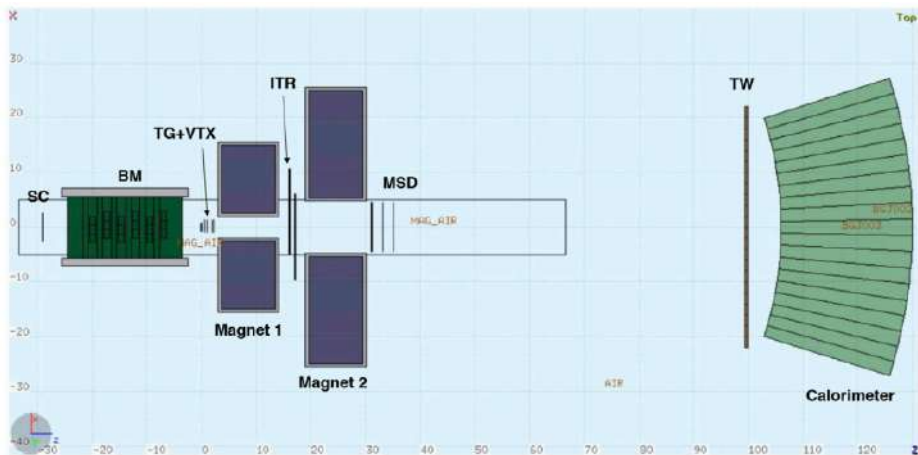 X
Top
30
ITR
TW
20
TG+VTX
10
SC
BM
MSD
0
MAG_AIR
MAG_AIR
-10
Magnet 1
-20
Magnet 2
-30
AIR
Calorimeter
-40
-30 -20 -10 0 10 20 30 40 50 60 70 80 90 100 110 120 Z